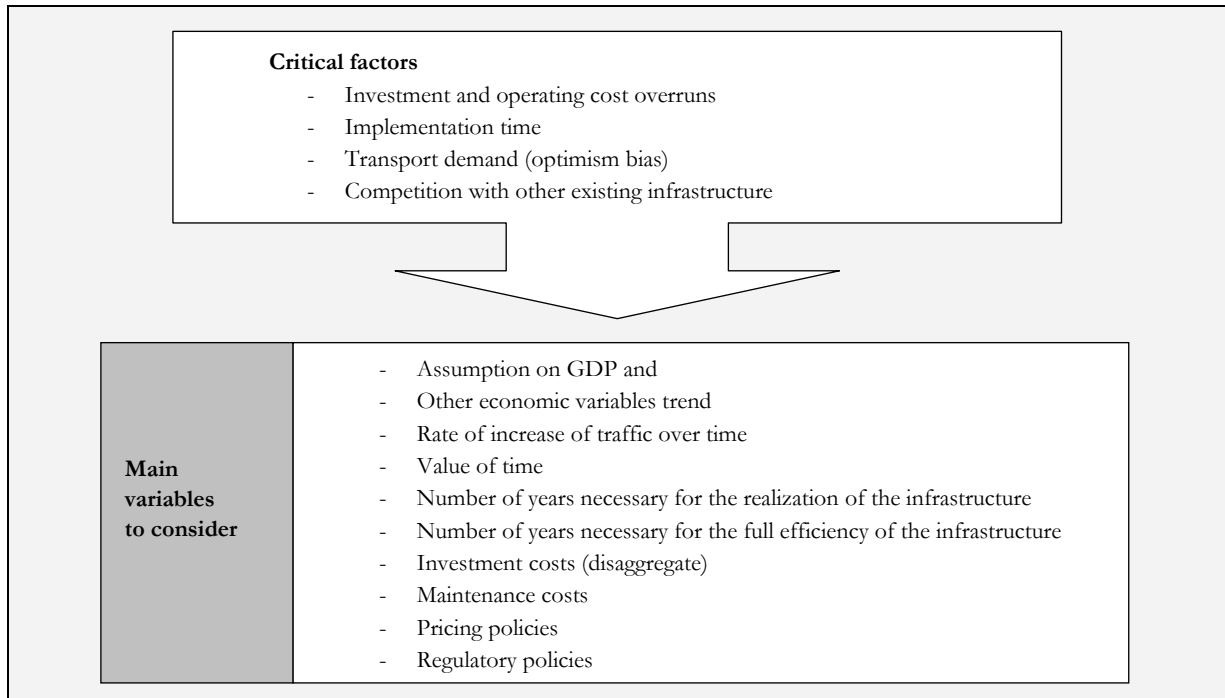 Critical factors
- Investment and operating cost overruns
- Implementation time
- Transport demand (optimism bias)
- Competition with other existing infrastructure
Main
variables
to consider
- Assumption on GDP and
- Other economic variables trend
- Rate of increase of traffic over time
- Value of time
- Number of years necessary for the realization of the infrastructure
- Number of years necessary for the full efficiency of the infrastructure
- Investment costs (disaggregate)
- Maintenance costs
- Pricing policies
- Regulatory policies